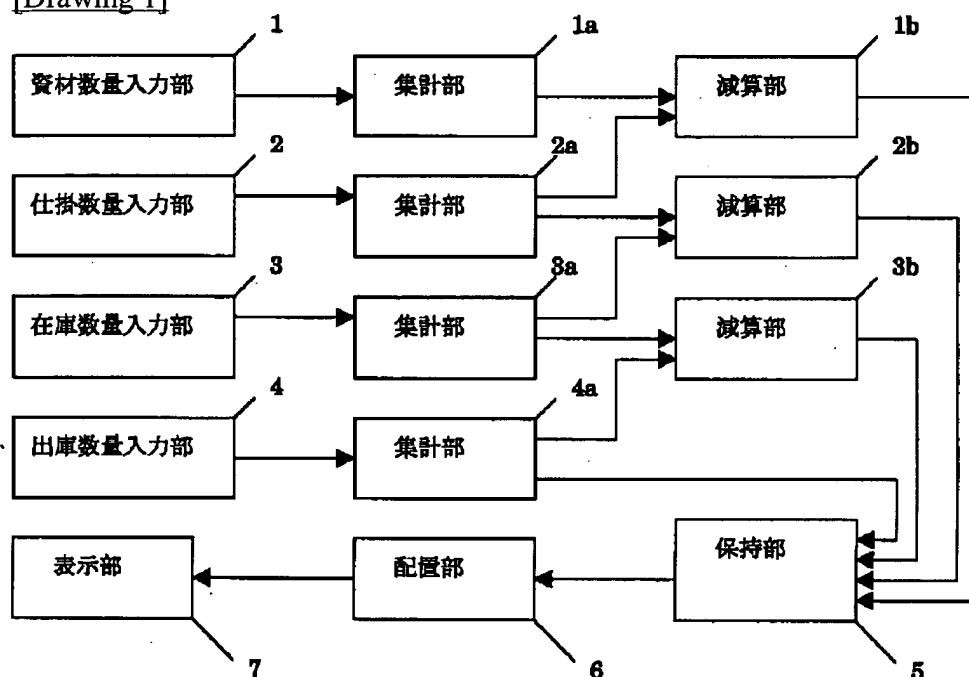 [Drawing 1]
1 1a 1b
資材数量入力部 集計部 減算部
2 2a 2b
仕掛数量入力部 集計部 減算部
3 3a 3b
在庫数量入力部 集計部 減算部
4 4a
出庫数量入力部 集計部
表示部 配置部 保持部
7 6 5